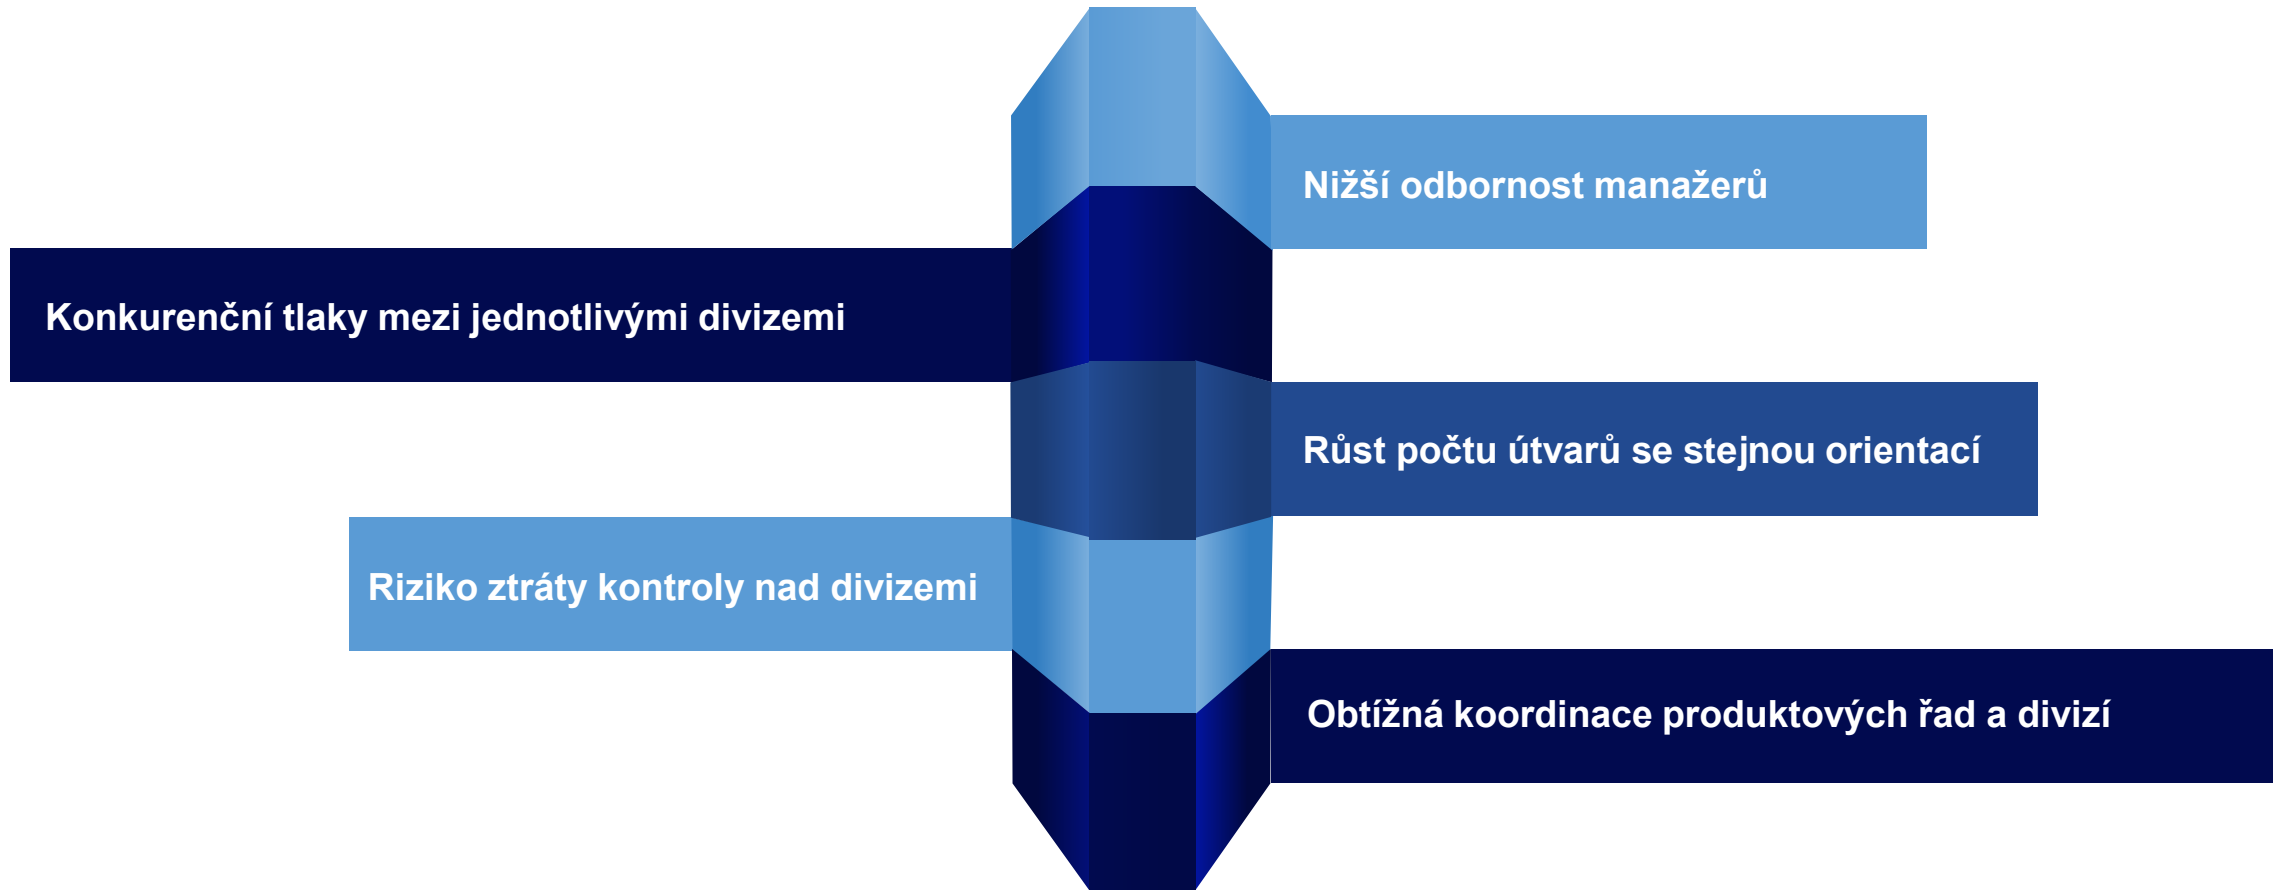 Nižší odbornost manažerů
Konkurenční tlaky mezi jednotlivými divizemi
Růst počtu útvarů se stejnou orientací
Riziko ztráty kontroly nad divizemi
Obtížná koordinace produktových řad a divizí